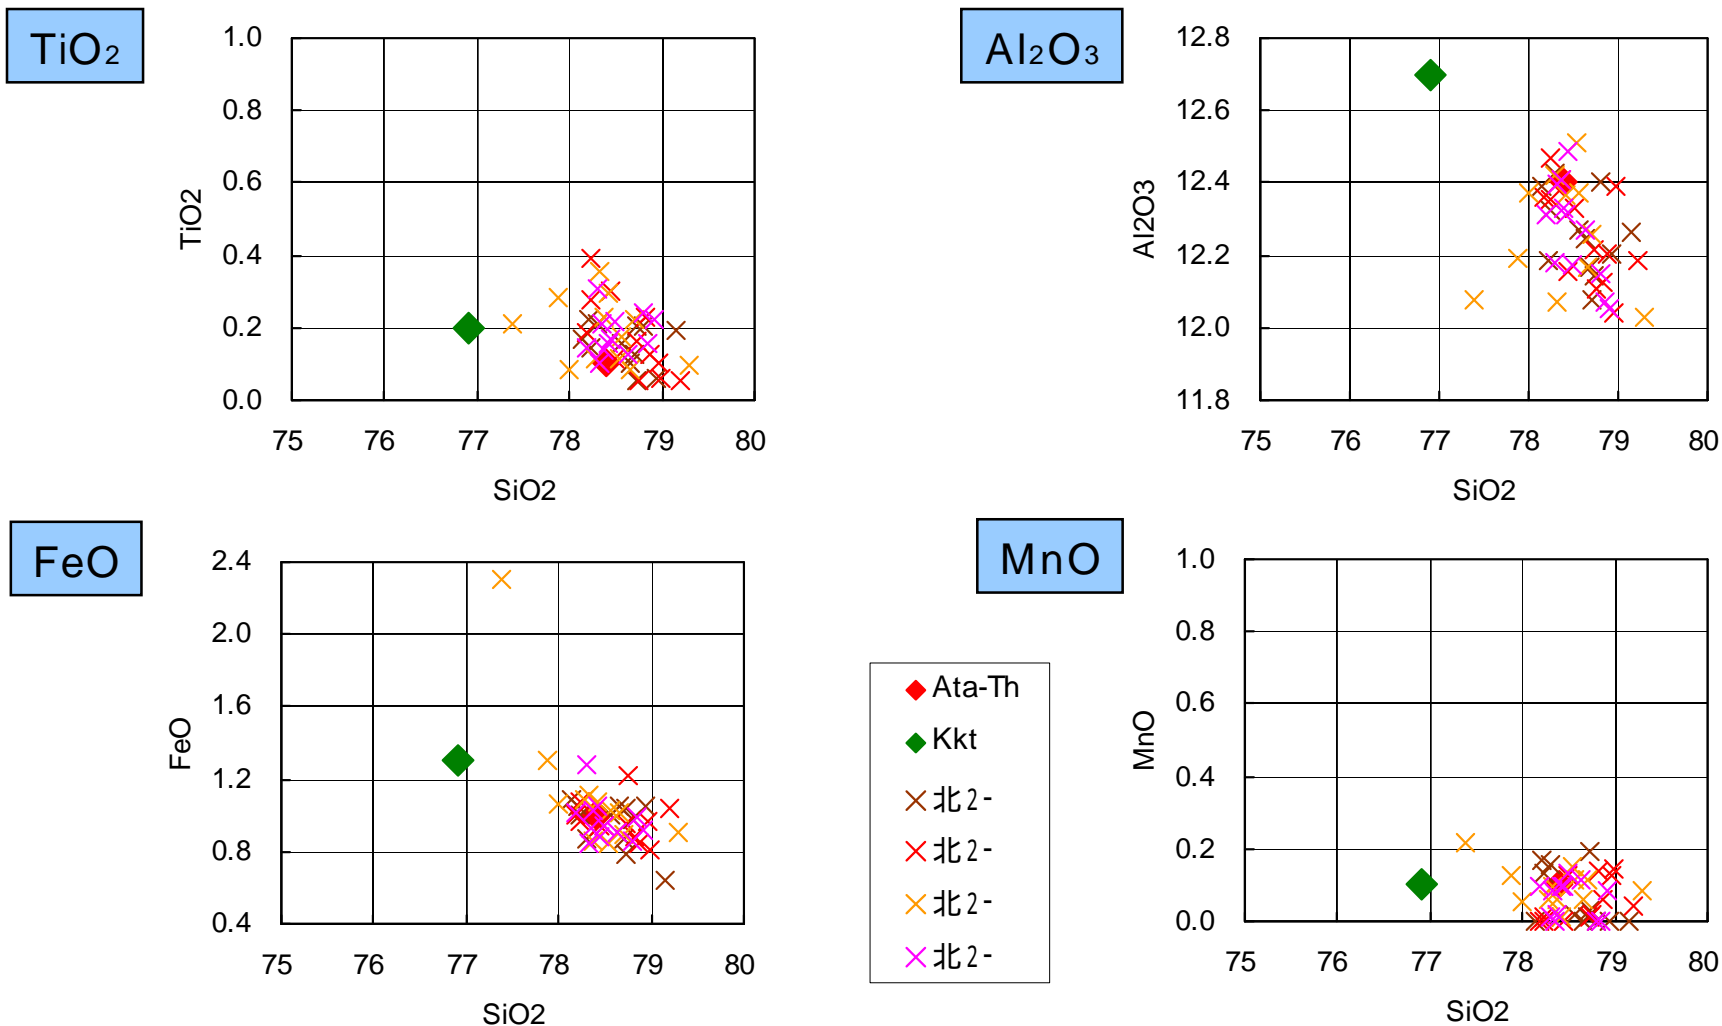 TiO2
1.0
0.8
0.6
0.4
0.2
0.0
TiO2
75 76 77 78 79 80
SiO2
Al2O3
12.8
12.6
12.4
12.2
12.0
11.8
Al2O3
75 76 77 78 79 80
SiO2
FeO
2.4
2.0
1.6
1.2
0.8
0.4
FeO
75 76 77 78 79 80
SiO2
Ata-Th
Kkt
北2-
北2-
北2-
北2-
MnO
1.0
0.8
0.6
0.4
0.2
0.0
MnO
75 76 77 78 79 80
SiO2